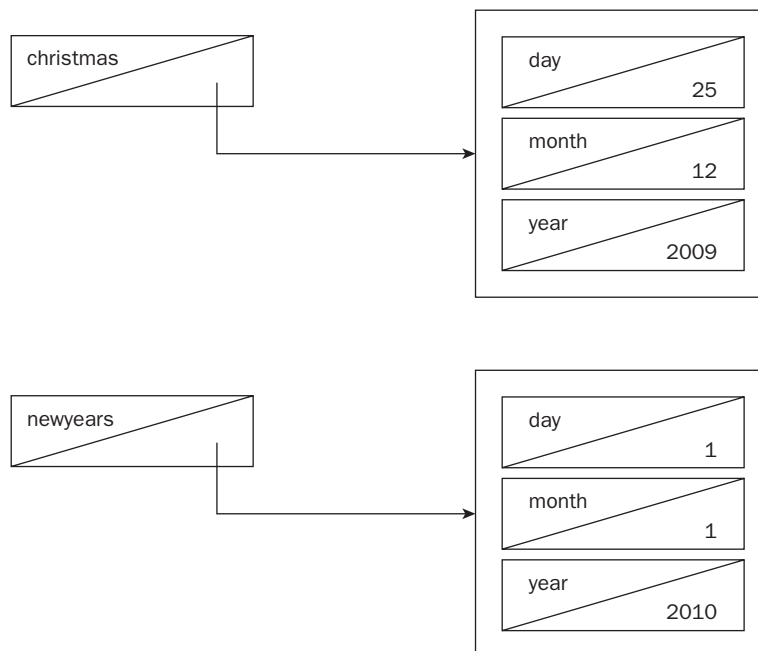 christmas
day
25
month
12
year
2009
newyears
day
1
month
1
year
2010